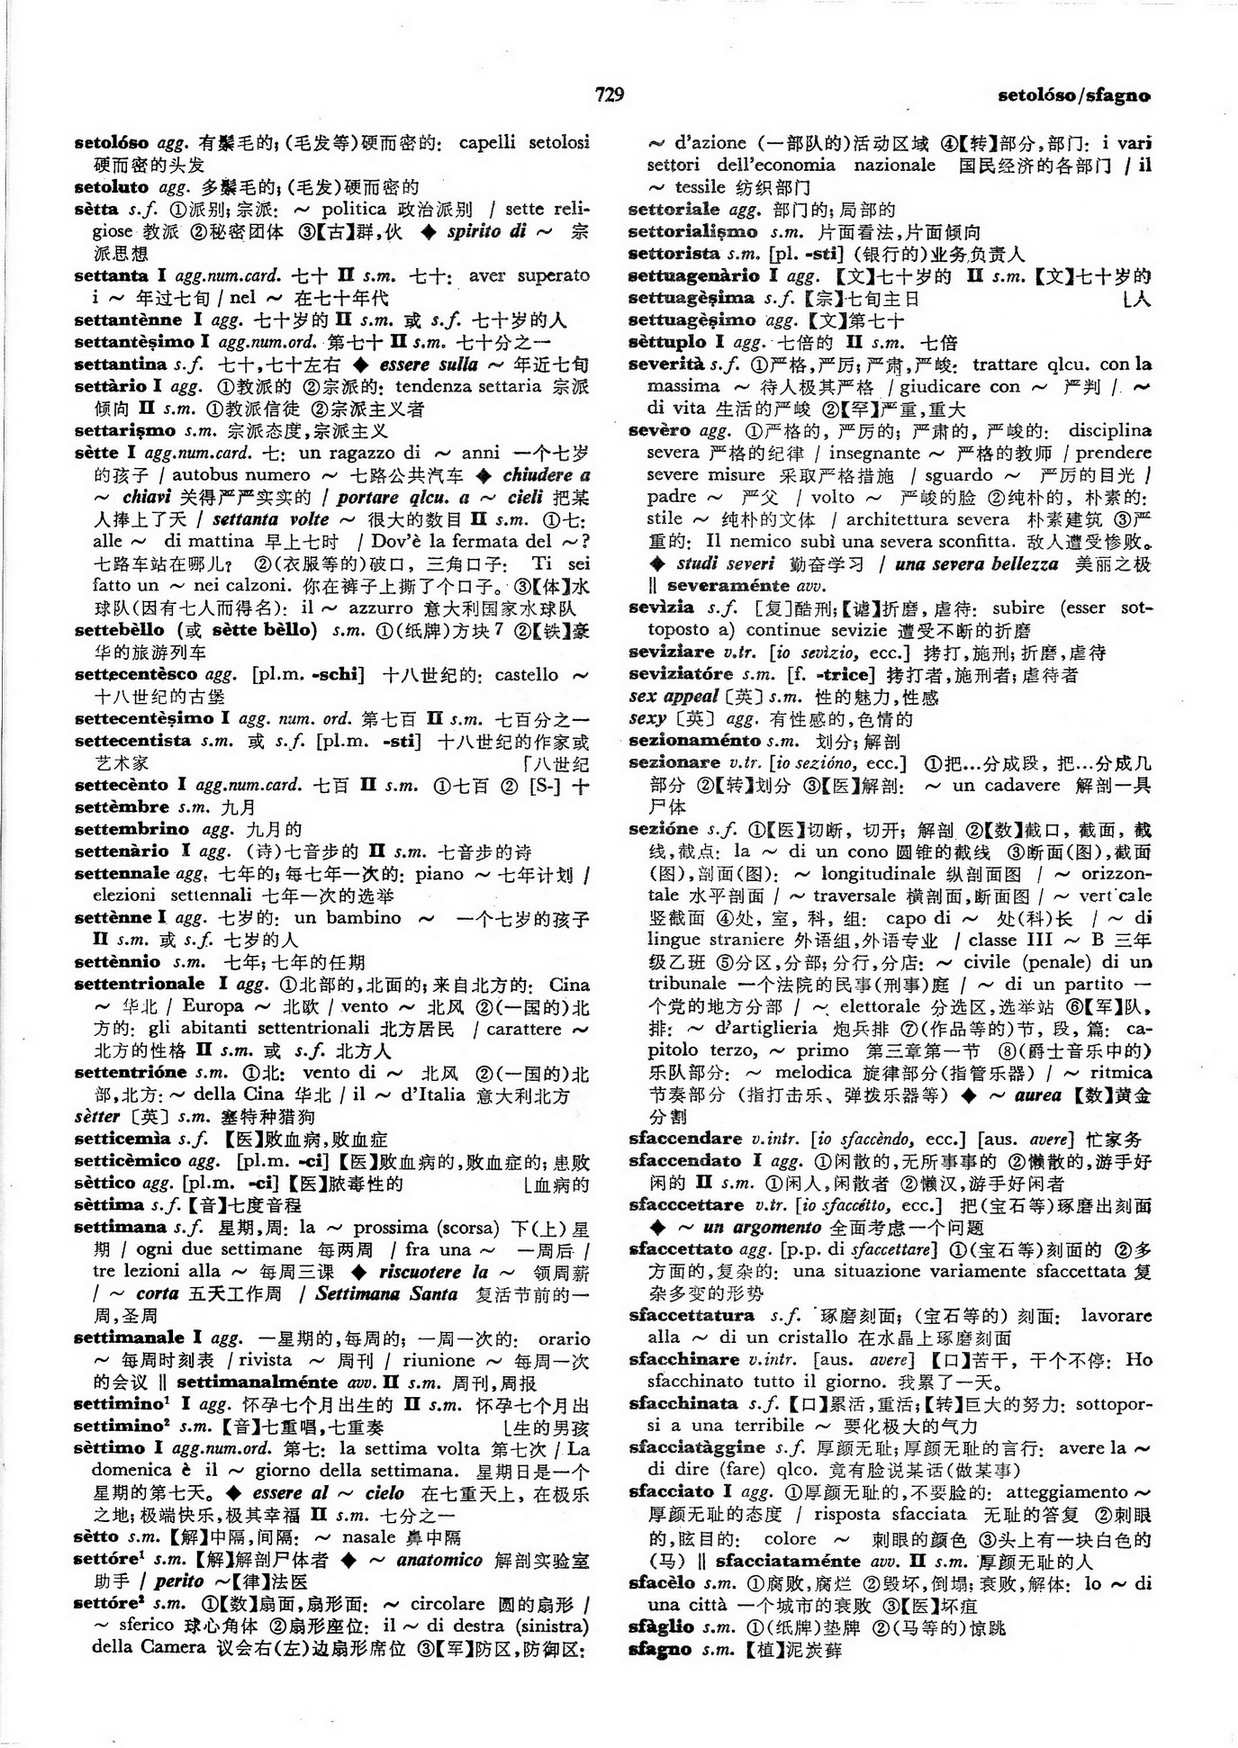 729
setolóso/sfagno
setolóso agg. 有鬃毛的; (毛发等)硬而密的: capelli setolosi
硬而密的头发
setoluto agg. 多鬃毛的; (毛发)硬而密的
sètta s.f. ①派别; 宗派: ~ politica 政治派别 / sette reli-
giose 教派 ②秘密团体 ③【古】群,伙 ◆ spirito di ~ 宗
派思想
settanta I agg.num.card. 七十 II s.m. 七十: aver superato
i ~ 年过七旬 / nel ~ 在七十年代
settantènne I agg. 七十岁的 II s.m. 或 s.f. 七十岁的人
settantèsimo I agg.num.ord. 第七十 II s.m. 七十分之一
settantina s.f. 七十,七十左右 ◆ essere sulla ~ 年近七旬
settàrio I agg. ①教派的 ②宗派的: tendenza settaria 宗派
倾向 II s.m. ①教派信徒 ②宗派主义者
settarişmo s.m. 宗派态度,宗派主义
sètte I agg.num.card. 七: un ragazzo di ~ anni 一个七岁
的孩子 / autobus numero ~ 七路公共汽车 ◆ chiudere a
~ chiavi 关得严严实实的 / portare qlcu. a ~ cieli 把某
人捧上了天 / settanta volte ~ 很大的数目 II s.m. ①七:
alle ~ di mattina 早上七时 / Dov'è la fermata del ~?
七路车站在哪儿? ②(衣服等的)破口, 三角口子: Ti sei
fatto un ~ nei calzoni. 你在裤子上撕了个口子。③【体】水
球队(因有七人而得名): il ~ azzurro 意大利国家水球队
settebèllo (或 sètte bèllo) s.m. ①(纸牌)方块7 ②【铁】豪
华的旅游列车
settecentèsco agg. [pl.m. -schi] 十八世纪的: castello ~
十八世纪的古堡
settecentèşimo I agg. num. ord. 第七百 II s.m. 七百分之一
settecentista s.m. 或 s.f. [pl.m. -sti] 十八世纪的作家或
艺术家 ⌈八世纪
settecènto I agg.num.card. 七百 II s.m. ①七百 ② [S-] 十
settèmbre s.m. 九月
settembrino agg. 九月的
settenàrio I agg. (诗)七音步的 II s.m. 七音步的诗
settennale agg. 七年的; 每七年一次的: piano ~ 七年计划 /
elezioni settennali 七年一次的选举
settènne I agg. 七岁的: un bambino ~ 一个七岁的孩子
II s.m. 或 s.f. 七岁的人
settènnio s.m. 七年; 七年的任期
settentrionale I agg. ①北部的,北面的; 来自北方的: Cina
~ 华北 / Europa ~ 北欧 / vento ~ 北风 ②(一国的)北
方的: gli abitanti settentrionali 北方居民 / carattere ~
北方的性格 II s.m. 或 s.f. 北方人
settentrióne s.m. ①北: vento di ~ 北风 ②(一国的)北
部,北方: ~ della Cina 华北 / il ~ d'Italia 意大利北方
sètter [英] s.m. 塞特种猎狗
setticemìa s.f. 【医】败血病,败血症
setticèmico agg. [pl.m. -ci]【医】败血病的,败血症的; 患败
sèttico agg. [pl.m. -ci]【医】脓毒性的 ⌊血病的
sèttima s.f.【音】七度音程
settimana s.f. 星期,周: la ~ prossima (scorsa) 下(上)星
期 / ogni due settimane 每两周 / fra una ~ 一周后 /
tre lezioni alla ~ 每周三课 ◆ riscuotere la ~ 领周薪
/ ~ corta 五天工作周 / Settimana Santa 复活节前的一
周,圣周
settimanale I agg. 一星期的,每周的; 一周一次的: orario
~ 每周时刻表 / rivista ~ 周刊 / riunione ~ 每周一次
的会议 ‖ settimanalménte avv. II s.m. 周刊,周报
settimino¹ I agg. 怀孕七个月出生的 II s.m. 怀孕七个月出
settimino² s.m.【音】七重唱,七重奏 ⌊生的男孩
sèttimo I agg.num.ord. 第七: la settima volta 第七次 / La
domenica è il ~ giorno della settimana. 星期日是一个
星期的第七天。◆ essere al ~ cielo 在七重天上, 在极乐
之地; 极端快乐,极其幸福 II s.m. 七分之一
sètto s.m.【解】中隔,间隔: ~ nasale 鼻中隔
settóre¹ s.m.【解】解剖尸体者 ◆ ~ anatomico 解剖实验室
助手 / perito ~【律】法医
settóre² s.m. ①【数】扇面,扇形面: ~ circolare 圆的扇形 /
~ sferico 球心角体 ②扇形座位: il ~ di destra (sinistra)
della Camera 议会右(左)边扇形席位 ③【军】防区,防御区:
~ d'azione (一部队的)活动区域 ④【转】部分,部门: i vari
settori dell'economia nazionale 国民经济的各部门 / il
~ tessile 纺织部门
settoriale agg. 部门的; 局部的
settorialişmo s.m. 片面看法,片面倾向
settorista s.m. [pl. -sti] (银行的)业务负责人
settuagenàrio I agg. 【文】七十岁的 II s.m.【文】七十岁的
settuagèşima s.f.【宗】七旬主日 ⌊人
settuagèşimo agg.【文】第七十
sèttuplo I agg. 七倍的 II s.m. 七倍
severità s.f. ①严格,严厉; 严肃,严峻: trattare qlcu. con la
massima ~ 待人极其严格 / giudicare con ~ 严判 / ~
di vita 生活的严峻 ②【罕】严重,重大
sevèro agg. ①严格的, 严厉的; 严肃的, 严峻的: disciplina
severa 严格的纪律 / insegnante ~ 严格的教师 / prendere
severe misure 采取严格措施 / sguardo ~ 严厉的目光 /
padre ~ 严父 / volto ~ 严峻的脸 ②纯朴的, 朴素的:
stile ~ 纯朴的文体 / architettura severa 朴素建筑 ③严
重的: Il nemico subì una severa sconfitta. 敌人遭受惨败。
◆ studi severi 勤奋学习 / una severa bellezza 美丽之极
‖ severaménte avv.
sevìzia s.f. [复]酷刑;【谑】折磨, 虐待: subire (esser sot-
toposto a) continue sevizie 遭受不断的折磨
seviziare v.tr. [io sevìzio, ecc.] 拷打,施刑; 折磨,虐待
seviziatóre s.m. [f. -trice] 拷打者,施刑者; 虐待者
sex appeal [英] s.m. 性的魅力,性感
sexy [英] agg. 有性感的,色情的
sezionaménto s.m. 划分; 解剖
sezionare v.tr. [io sezióno, ecc.] ①把…分成段, 把…分成几
部分 ②【转】划分 ③【医】解剖: ~ un cadavere 解剖一具
尸体
sezióne s.f. ①【医】切断, 切开; 解剖 ②【数】截口, 截面, 截
线,截点: la ~ di un cono 圆锥的截线 ③断面(图),截面
(图),剖面(图): ~ longitudinale 纵剖面图 / ~ orizzon-
tale 水平剖面 / ~ traversale 横剖面,断面图 / ~ verticale
竖截面 ④处, 室, 科, 组: capo di ~ 处(科)长 / ~ di
lingue straniere 外语组,外语专业 / classe III ~ B 三年
级乙班 ⑤分区,分部; 分行,分店: ~ civile (penale) di un
tribunale 一个法院的民事(刑事)庭 / ~ di un partito 一
个党的地方分部 / ~ elettorale 分选区,选举站 ⑥【军】队,
排: ~ d'artiglieria 炮兵排 ⑦(作品等的)节, 段, 篇: ca-
pitolo terzo, ~ primo 第三章第一节 ⑧(爵士音乐中的)
乐队部分: ~ melodica 旋律部分(指管乐器) / ~ ritmica
节奏部分 (指打击乐、弹拨乐器等) ◆ ~ aurea【数】黄金
分割
sfaccendare v.intr. [io sfaccèndo, ecc.] [aus. avere] 忙家务
sfaccendato I agg. ①闲散的,无所事事的 ②懒散的,游手好
闲的 II s.m. ①闲人,闲散者 ②懒汉,游手好闲者
sfacccettare v.tr. [io sfaccétto, ecc.] 把(宝石等)琢磨出刻面
◆ ~ un argomento 全面考虑一个问题
sfaccettato agg. [p.p. di sfaccettare] ①(宝石等)刻面的 ②多
方面的,复杂的: una situazione variamente sfaccettata 复
杂多变的形势
sfaccettatura s.f. 琢磨刻面; (宝石等的) 刻面: lavorare
alla ~ di un cristallo 在水晶上琢磨刻面
sfacchinare v.intr. [aus. avere]【口】苦干, 干个不停: Ho
sfacchinato tutto il giorno. 我累了一天。
sfacchinata s.f.【口】累活,重活;【转】巨大的努力: sottopor-
si a una terribile ~ 要化极大的气力
sfacciatàggine s.f. 厚颜无耻; 厚颜无耻的言行: avere la ~
di dire (fare) qlco. 竟有脸说某话(做某事)
sfacciato I agg. ①厚颜无耻的,不要脸的: atteggiamento ~
厚颜无耻的态度 / risposta sfacciata 无耻的答复 ②刺眼
的,眩目的: colore ~ 刺眼的颜色 ③头上有一块白色的
(马) ‖ sfacciataménte avv. II s.m. 厚颜无耻的人
sfacèlo s.m. ①腐败,腐烂 ②毁坏,倒塌; 衰败,解体: lo ~ di
una città 一个城市的衰败 ③【医】坏疽
sfàglio s.m. ①(纸牌)垫牌 ②(马等的)惊跳
sfagno s.m.【植】泥炭藓